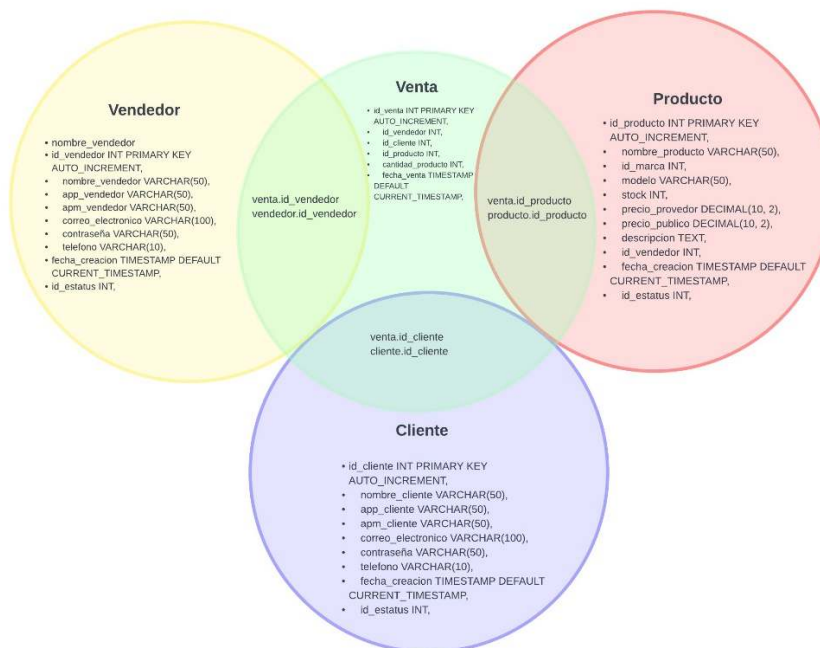 Vendedor
• nombre_vendedor
• id_vendedor INT PRIMARY KEY
AUTO_INCREMENT,
• nombre_vendedor VARCHAR(50),
• app_vendedor VARCHAR(50),
• apm_vendedor VARCHAR(50),
• correo_electronico VARCHAR(100),
• contraseña VARCHAR(50),
• telefono VARCHAR(10),
• fecha_creacion TIMESTAMP DEFAULT
CURRENT_TIMESTAMP,
• id_estatus INT,
venta.id_vendedor
vendedor.id_vendedor
Venta
• id_venta INT PRIMARY KEY
AUTO_INCREMENT,
• id_vendedor INT,
• id_cliente INT,
• id_producto INT,
• cantidad_producto INT,
• fecha_venta TIMESTAMP
DEFAULT
CURRENT_TIMESTAMP,
venta.id_producto
producto.id_producto
Producto
• id_producto INT PRIMARY KEY
AUTO_INCREMENT,
• nombre_producto VARCHAR(50),
• id_marca INT,
• modelo VARCHAR(50),
• stock INT,
• precio_provedor DECIMAL(10, 2),
• precio_publico DECIMAL(10, 2),
• descripcion TEXT,
• id_vendedor INT,
• fecha_creacion TIMESTAMP DEFAULT
CURRENT_TIMESTAMP,
• id_estatus INT,
venta.id_cliente
cliente.id_cliente
Cliente
• id_cliente INT PRIMARY KEY
AUTO_INCREMENT,
• nombre_cliente VARCHAR(50),
• app_cliente VARCHAR(50),
• apm_cliente VARCHAR(50),
• correo_electronico VARCHAR(100),
• contraseña VARCHAR(50),
• telefono VARCHAR(10),
• fecha_creacion TIMESTAMP DEFAULT
CURRENT_TIMESTAMP,
• id_estatus INT,